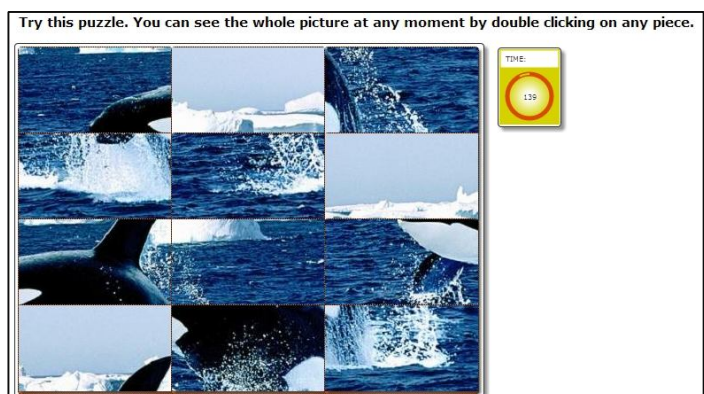 Try this puzzle. You can see the whole picture at any moment by double clicking on any piece.
TIME:
139